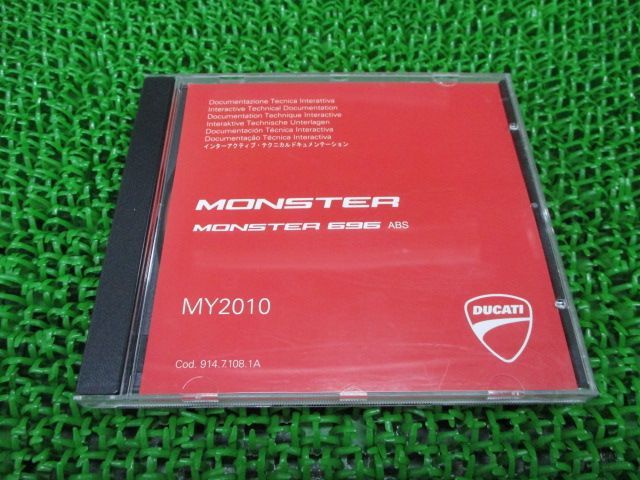 Documentazione Tecnica Interattiva
Interactive Technical Documentation
Documentation Technique Interactive
Interaktive Technische Unterlagen
Documentación Técnica Interactiva
Documentação Técnica Interactiva
インターアクティブ・テクニカルドキュメンテーション
MONSTER
MONSTER 696 ABS
MY2010
DUCATI
Cod. 914.7.108.1A